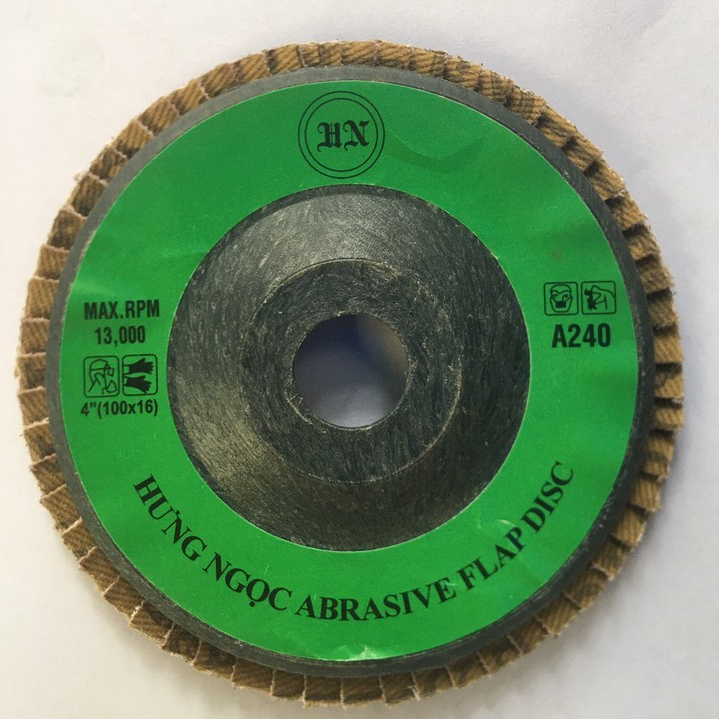 HN
MAX.RPM
13,000
4"(100x16)
A240
HƯNG NGỌC ABRASIVE FLAP DISC